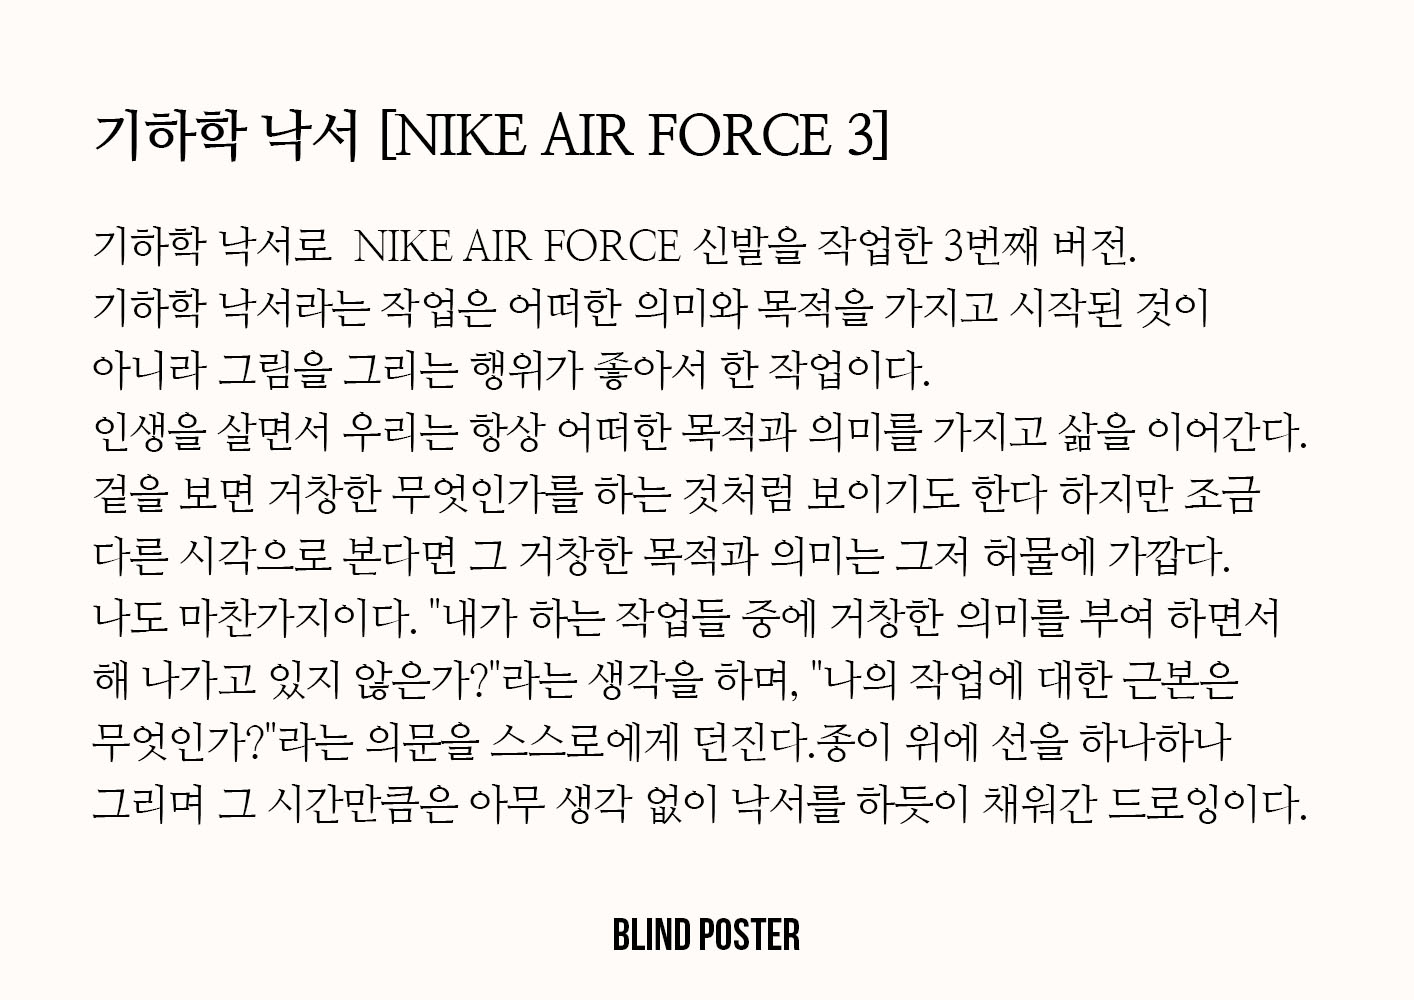 기하학 낙서 [NIKE AIR FORCE 3]
기하학 낙서로  NIKE AIR FORCE 신발을 작업한 3번째 버전.
기하학 낙서라는 작업은 어떠한 의미와 목적을 가지고 시작된 것이
아니라 그림을 그리는 행위가 좋아서 한 작업이다.
인생을 살면서 우리는 항상 어떠한 목적과 의미를 가지고 삶을 이어간다.
겉을 보면 거창한 무엇인가를 하는 것처럼 보이기도 한다 하지만 조금
다른 시각으로 본다면 그 거창한 목적과 의미는 그저 허물에 가깝다.
나도 마찬가지이다. "내가 하는 작업들 중에 거창한 의미를 부여 하면서
해 나가고 있지 않은가?"라는 생각을 하며, "나의 작업에 대한 근본은
무엇인가?"라는 의문을 스스로에게 던진다.종이 위에 선을 하나하나
그리며 그 시간만큼은 아무 생각 없이 낙서를 하듯이 채워간 드로잉이다.
BLIND POSTER